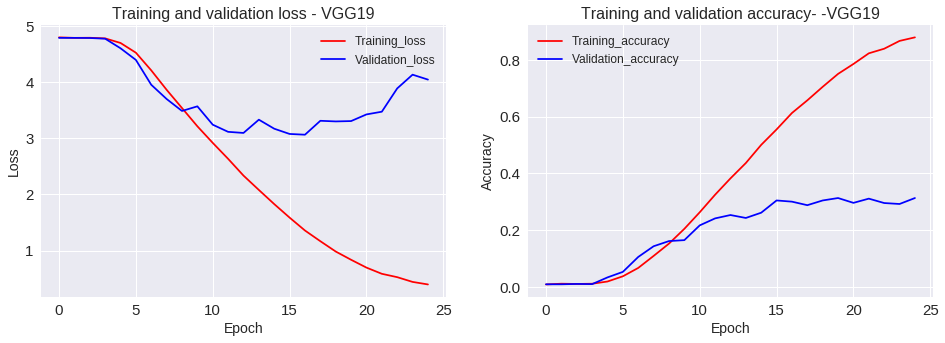 Training and validation loss - VGG19
5
4
3
2
1
Loss
Training_loss
Validation_loss
0 5 10 15 20 25
Epoch
Training and validation accuracy- -VGG19
0.8
0.6
0.4
0.2
0.0
Accuracy
Training_accuracy
Validation_accuracy
0 5 10 15 20 25
Epoch